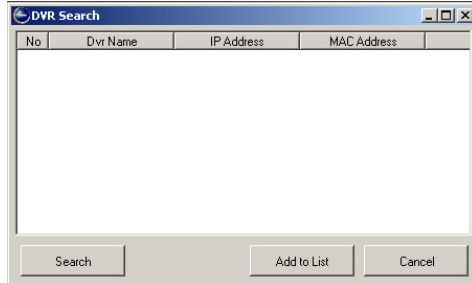 DVR Search
No Dvr Name IP Address MAC Address
Search Add to List Cancel